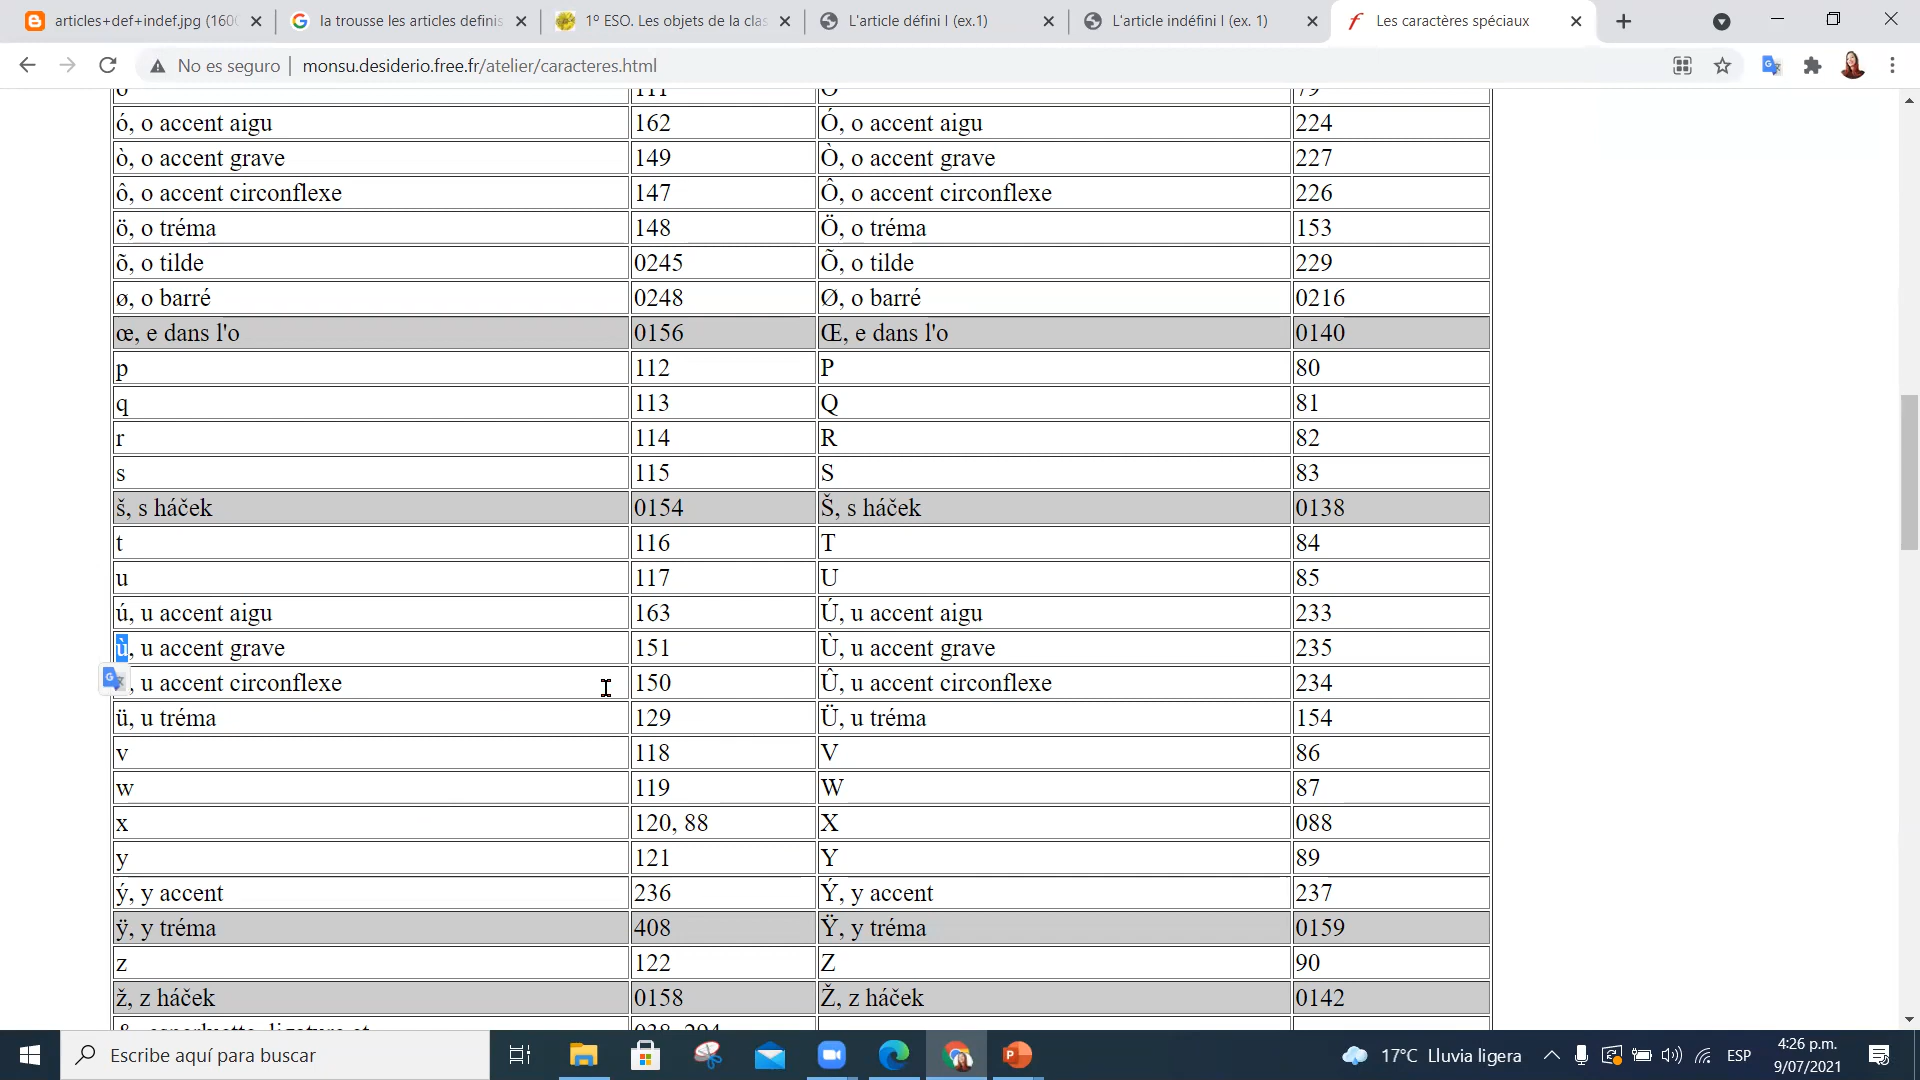 articles+def+indef.jpg (160
la trousse les articles definis
1º ESO. Les objets de la clas
L'article défini I (ex.1)
L'article indéfini I (ex. 1)
Les caractères spéciaux
No es seguro
monsu.desiderio.free.fr/atelier/caracteres.html
ó, o accent aigu 162 Ó, o accent aigu 224
ò, o accent grave 149 Ò, o accent grave 227
ô, o accent circonflexe 147 Ô, o accent circonflexe 226
ö, o tréma 148 Ö, o tréma 153
õ, o tilde 0245 Õ, o tilde 229
ø, o barré 0248 Ø, o barré 0216
œ, e dans l'o 0156 Œ, e dans l'o 0140
p 112 P 80
q 113 Q 81
r 114 R 82
s 115 S 83
š, s háček 0154 Š, s háček 0138
t 116 T 84
u 117 U 85
ú, u accent aigu 163 Ú, u accent aigu 233
ù, u accent grave 151 Ù, u accent grave 235
, u accent circonflexe 150 Û, u accent circonflexe 234
ü, u tréma 129 Ü, u tréma 154
v 118 V 86
w 119 W 87
x 120, 88 X 088
y 121 Y 89
ý, y accent 236 Ý, y accent 237
ÿ, y tréma 408 Ÿ, y tréma 0159
z 122 Z 90
ž, z háček 0158 Ž, z háček 0142
Escribe aquí para buscar
17°C Lluvia ligera
ESP
4:26 p.m.
9/07/2021